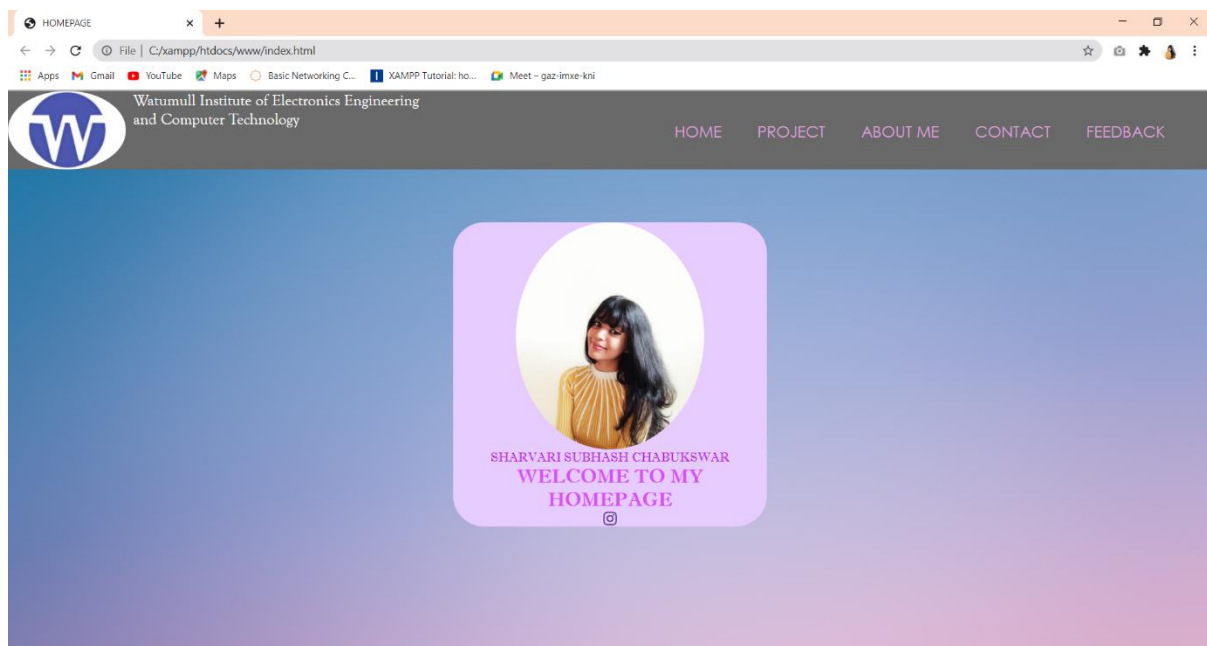 HOMEPAGE
File | C:/xampp/htdocs/www/index.html
Apps Gmail YouTube Maps Basic Networking C... XAMPP Tutorial: ho... Meet – gaz-imxe-kni
W
Watumull Institute of Electronics Engineering
and Computer Technology
HOME PROJECT ABOUT ME CONTACT FEEDBACK
SHARVARI SUBHASH CHABUKSWAR
WELCOME TO MY
HOMEPAGE